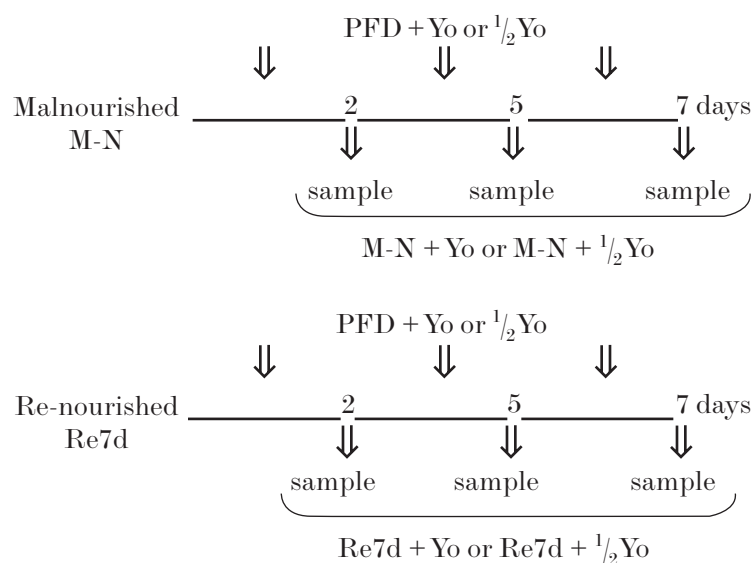 PFD + Yo or 1/2Yo
Malnourished 2 5 7 days
M-N
sample sample sample
M-N + Yo or M-N + 1/2Yo
PFD + Yo or 1/2Yo
Re-nourished 2 5 7 days
Re7d
sample sample sample
Re7d + Yo or Re7d + 1/2Yo